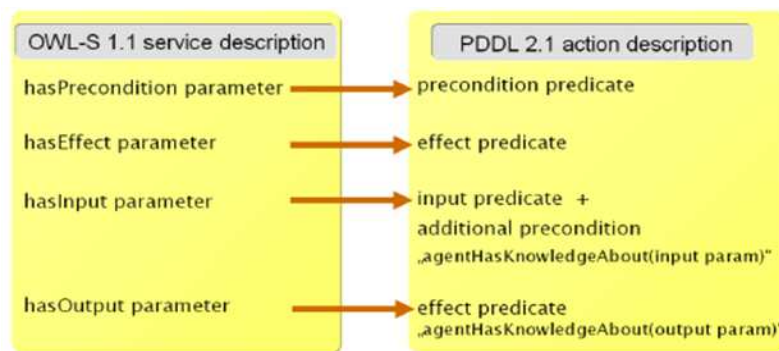 OWL-S 1.1 service description
hasPrecondition parameter
hasEffect parameter
hasInput parameter
hasOutput parameter
PDDL 2.1 action description
precondition predicate
effect predicate
input predicate +
additional precondition
„agentHasKnowledgeAbout(input param)“
effect predicate
„agentHasKnowledgeAbout(output param)“